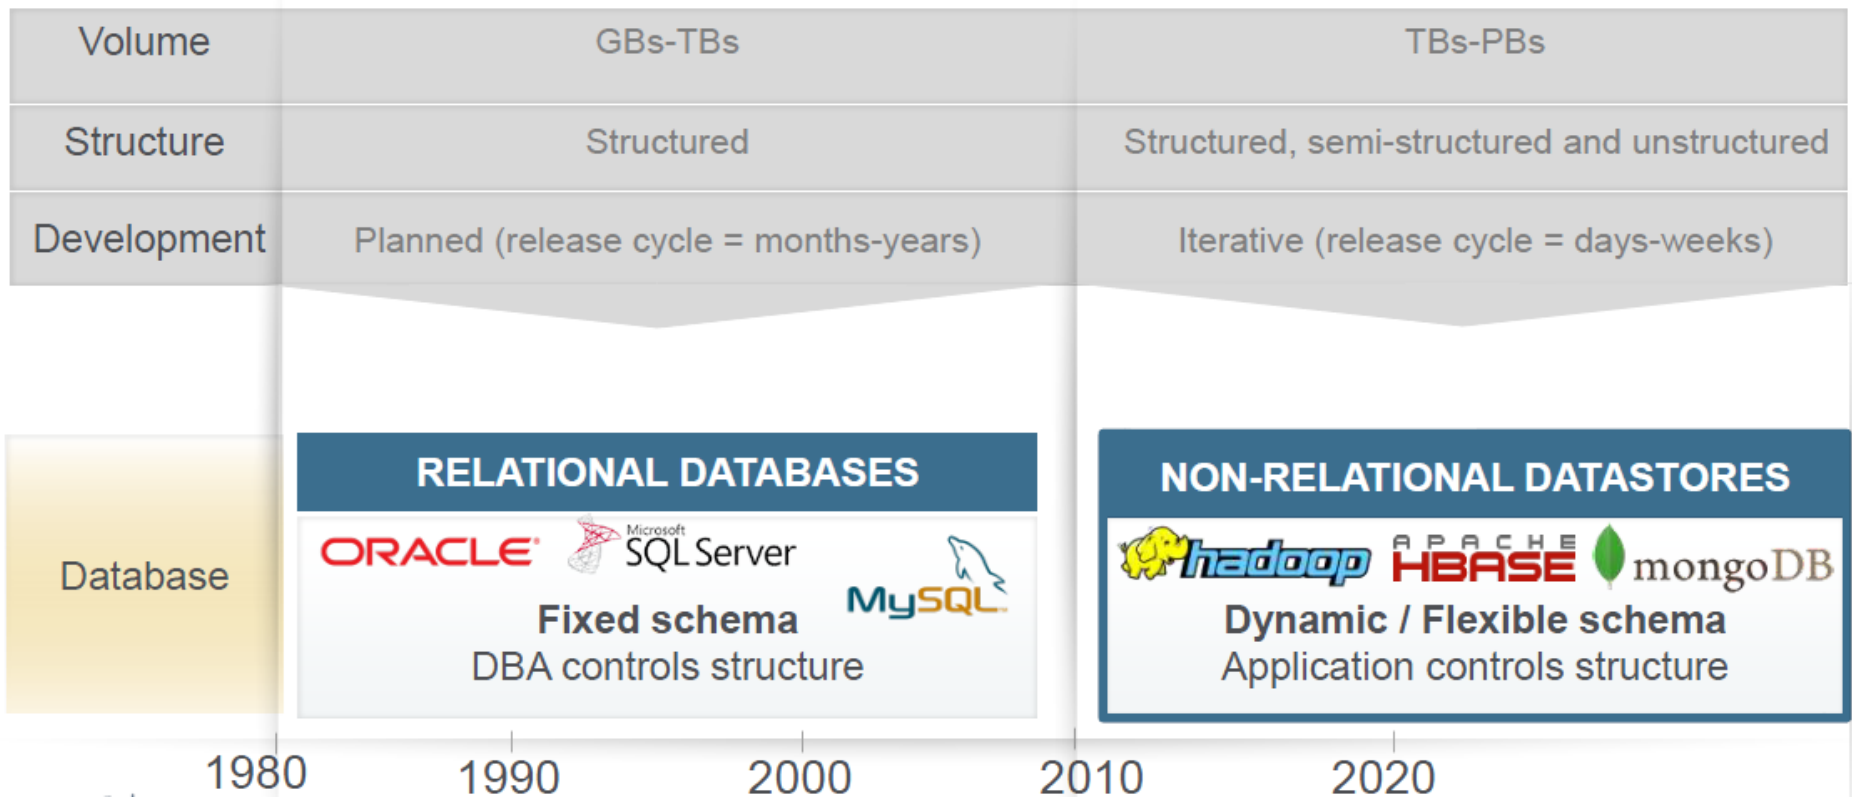 Volume GBs-TBs TBs-PBs
Structure Structured Structured, semi-structured and unstructured
Development Planned (release cycle = months-years) Iterative (release cycle = days-weeks)
Database
RELATIONAL DATABASES
ORACLE
Microsoft
SQL Server
MySQL
Fixed schema
DBA controls structure
NON-RELATIONAL DATASTORES
hadoop
APACHE
HBASE
mongoDB
Dynamic / Flexible schema
Application controls structure
1980 1990 2000 2010 2020